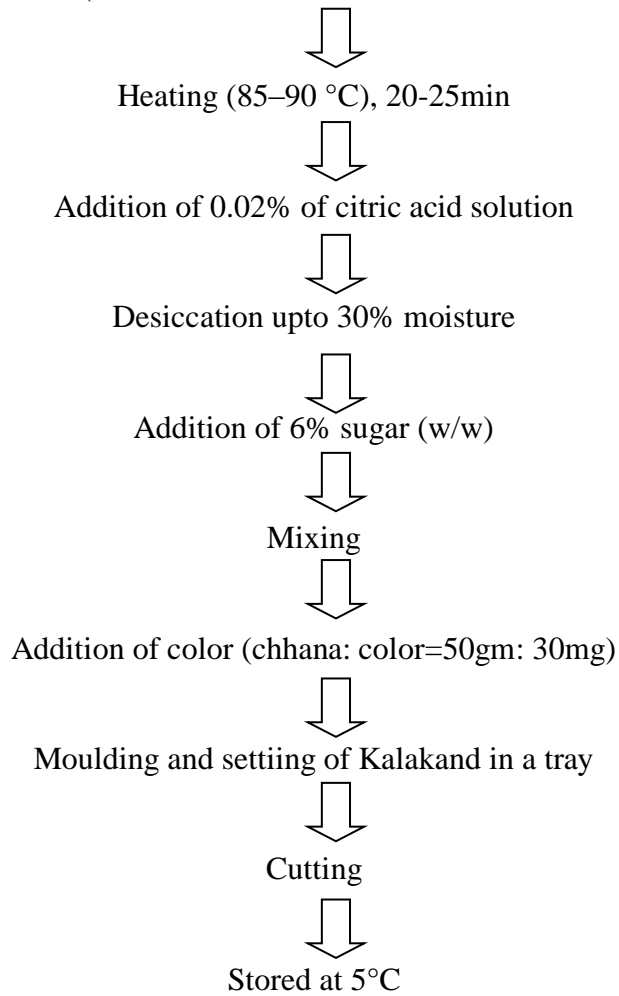 Heating (85–90 °C), 20-25min
Addition of 0.02% of citric acid solution
Desiccation upto 30% moisture
Addition of 6% sugar (w/w)
Mixing
Addition of color (chhana: color=50gm: 30mg)
Moulding and settiing of Kalakand in a tray
Cutting
Stored at 5°C